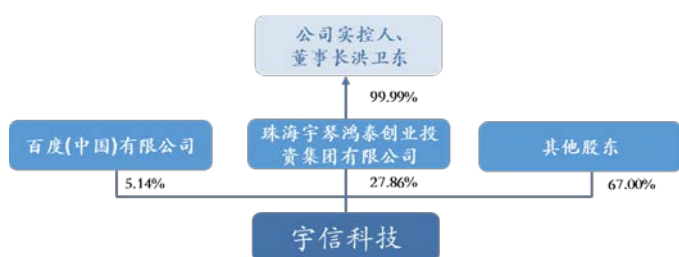 公司实控人、
董事长洪卫东
99.99%
百度(中国)有限公司
珠海宇琴鸿泰创业投
资集团有限公司
其他股东
5.14%
27.86%
67.00%
宇信科技